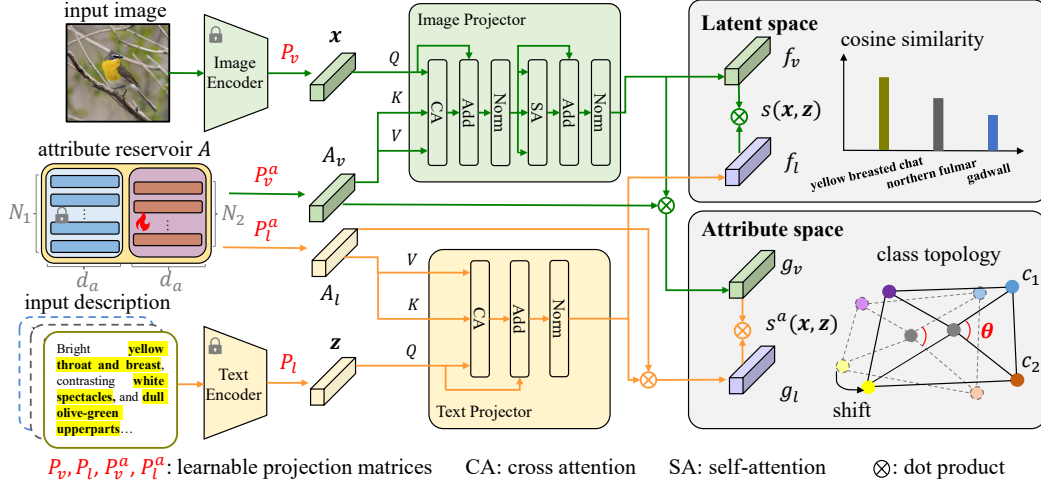 input image
Image
Encoder
P_v
x
Q
K
V
Image Projector
CA
Add
Norm
SA
Add
Norm
Latent space
f_v
s(x, z)
f_l
cosine similarity
yellow breasted chat
northern fulmar
gadwall
attribute reservoir A
N_1
N_2
d_a
d_a
P_v^a
A_v
P_l^a
A_l
V
K
Q
CA
Add
Norm
Text Projector
Attribute space
g_v
s^a(x, z)
g_l
class topology
c_1
θ
c_2
shift
input description
Bright yellow
throat and breast,
contrasting white
spectacles, and dull
olive-green
upperparts…
Text
Encoder
P_l
z
P_v, P_l, P_v^a, P_l^a: learnable projection matrices CA: cross attention SA: self-attention ⊗: dot product